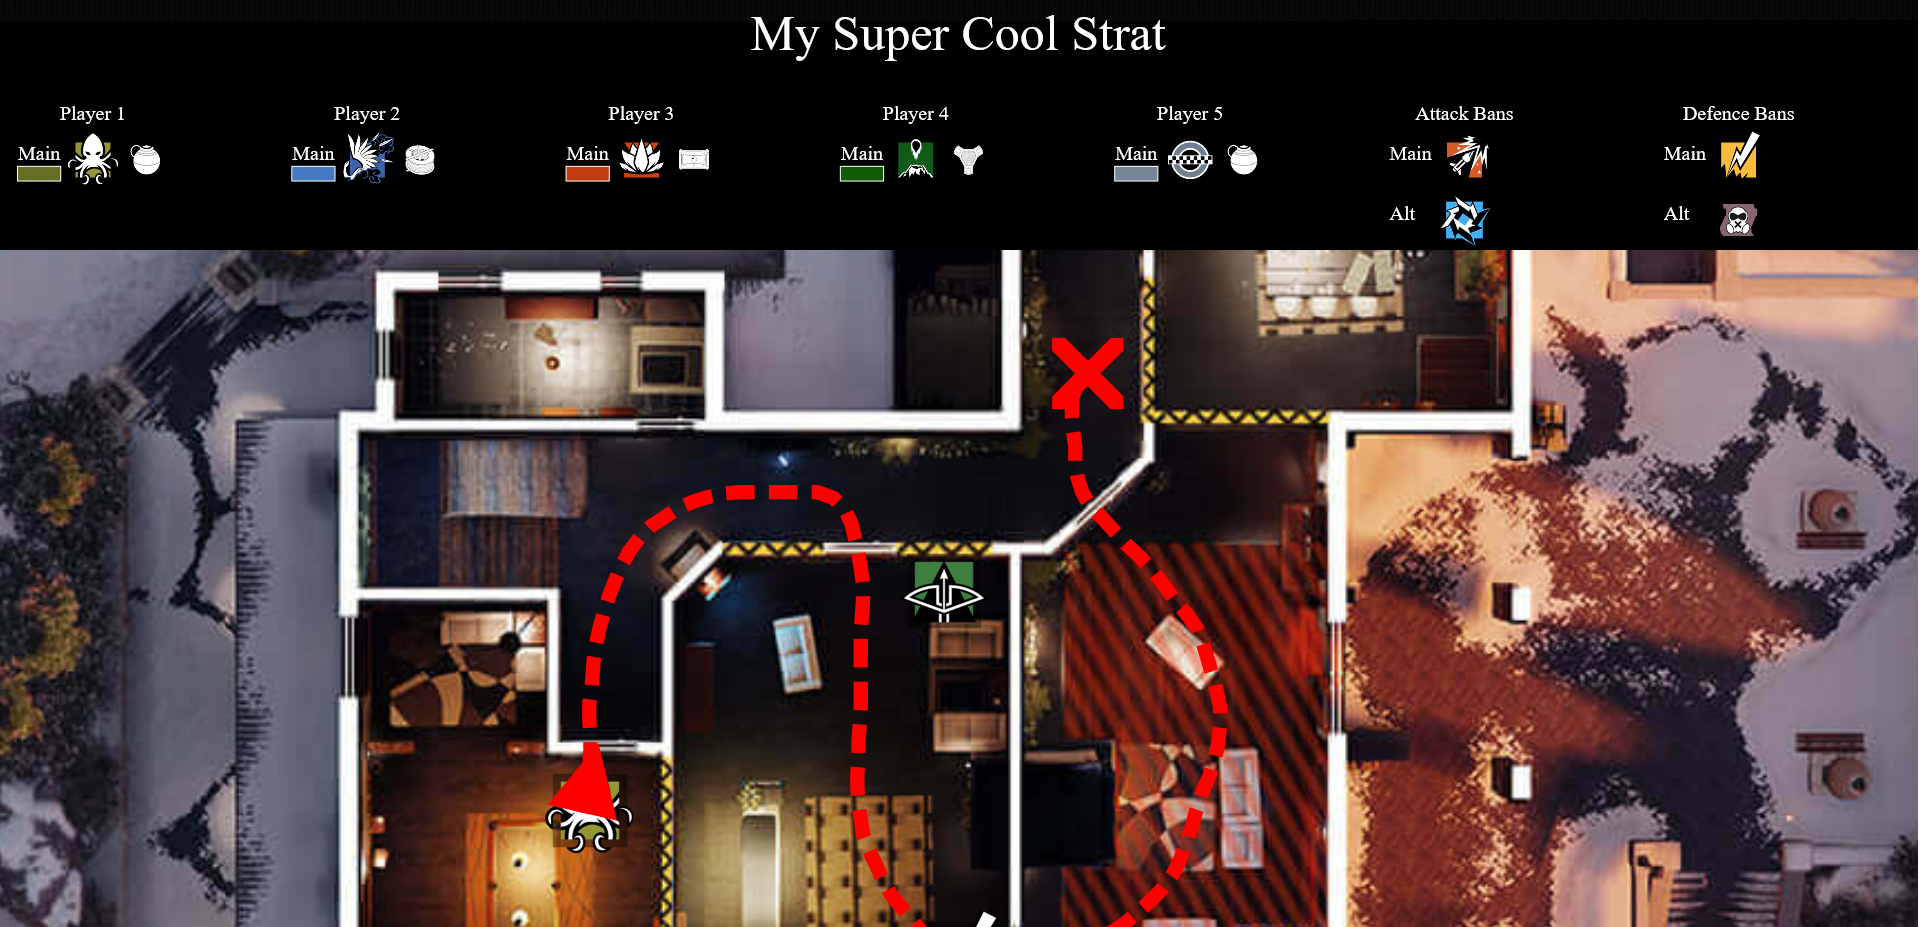 My Super Cool Strat
Player 1
Main
Player 2
Main
Player 3
Main
Player 4
Main
Player 5
Main
Attack Bans
Main
Alt
Defence Bans
Main
Alt